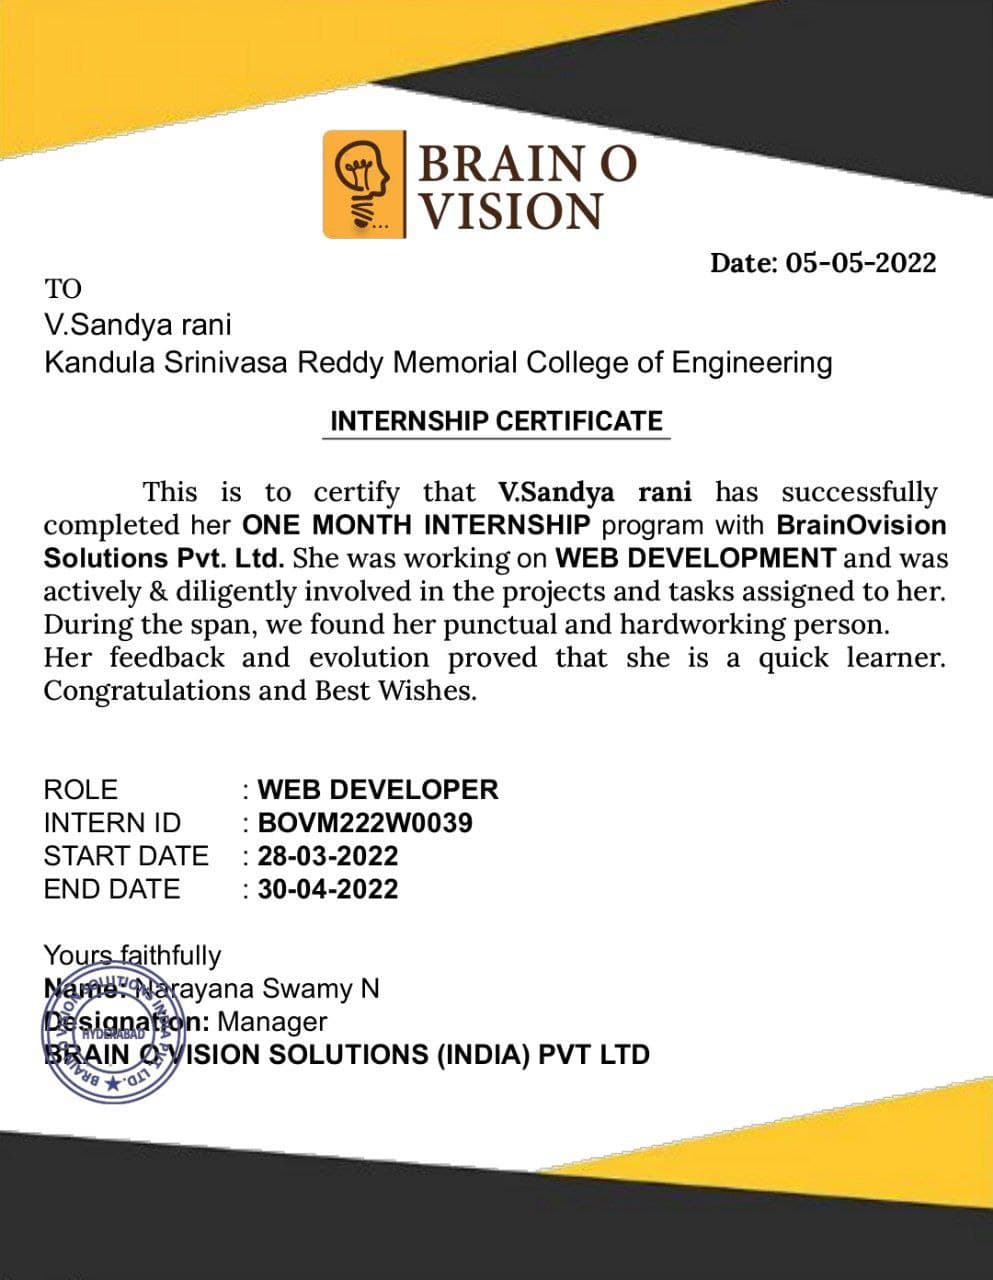 BRAIN O
VISION
Date: 05-05-2022
TO
V.Sandya rani
Kandula Srinivasa Reddy Memorial College of Engineering
INTERNSHIP CERTIFICATE
This is to certify that V.Sandya rani has successfully
completed her ONE MONTH INTERNSHIP program with BrainOvision
Solutions Pvt. Ltd. She was working on WEB DEVELOPMENT and was
actively & diligently involved in the projects and tasks assigned to her.
During the span, we found her punctual and hardworking person.
Her feedback and evolution proved that she is a quick learner.
Congratulations and Best Wishes.
ROLE : WEB DEVELOPER
INTERN ID : BOVM222W0039
START DATE : 28-03-2022
END DATE : 30-04-2022
Yours faithfully
Name: Narayana Swamy N
Designation: Manager
BRAIN O VISION SOLUTIONS (INDIA) PVT LTD
BRAIN O VISION SOLUTIONS INDIA PVT. LTD.
HYDERABAD